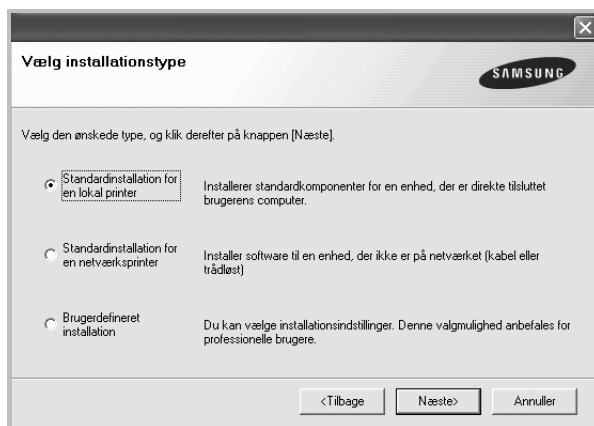 Vælg installationstype
SAMSUNG
Vælg den ønskede type, og klik derefter på knappen [Næste].
Standardinstallation for
en lokal printer
Installerer standardkomponenter for en enhed, der er direkte tilsluttet
brugerens computer.
Standardinstallation for
en netværksprinter
Installer software til en enhed, der ikke er på netværket (kabel eller
trådløst)
Brugerdefineret
installation
Du kan vælge installationsindstillinger. Denne valgmulighed anbefales for
professionelle brugere.
<Tilbage
Næste>
Annuller